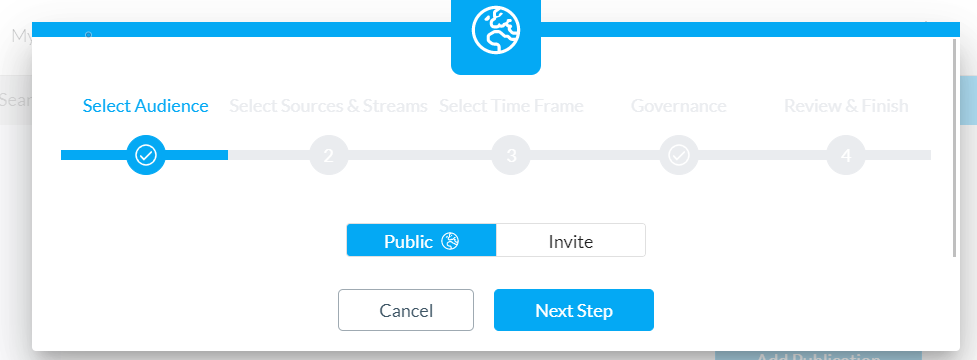 My
Sear
Select Audience
Select Sources & Streams
Select Time Frame
Governance
Review & Finish
2
3
4
Public
Invite
Cancel
Next Step
Add Publication